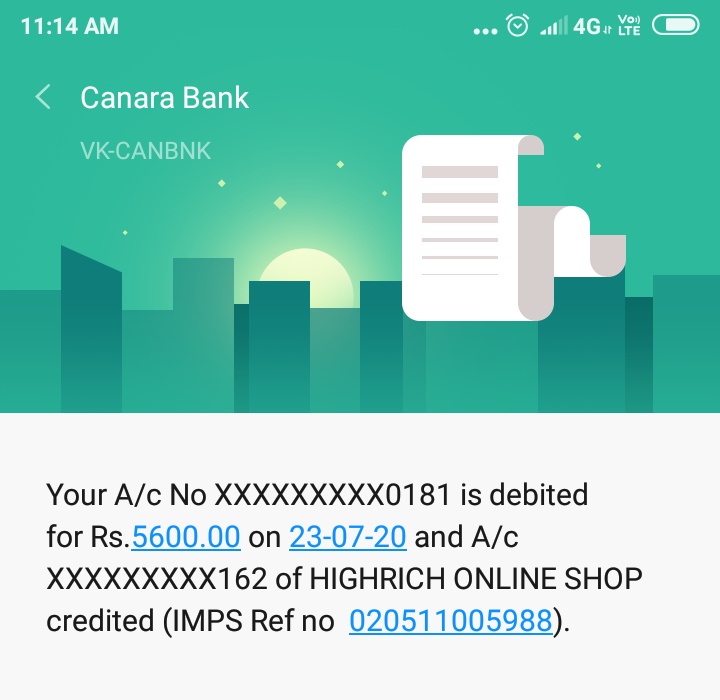 11:14 AM
4G Vo) LTE
Canara Bank
VK-CANBNK
Your A/c No XXXXXXXXX0181 is debited
for Rs.5600.00 on 23-07-20 and A/c
XXXXXXXXX162 of HIGHRICH ONLINE SHOP
credited (IMPS Ref no 020511005988).